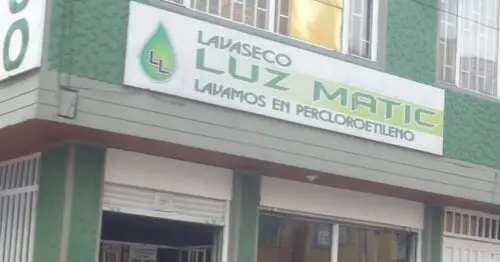 LAVASECO
LUZ MATIC
LAVAMOS EN PERCLOROETILENO
LL